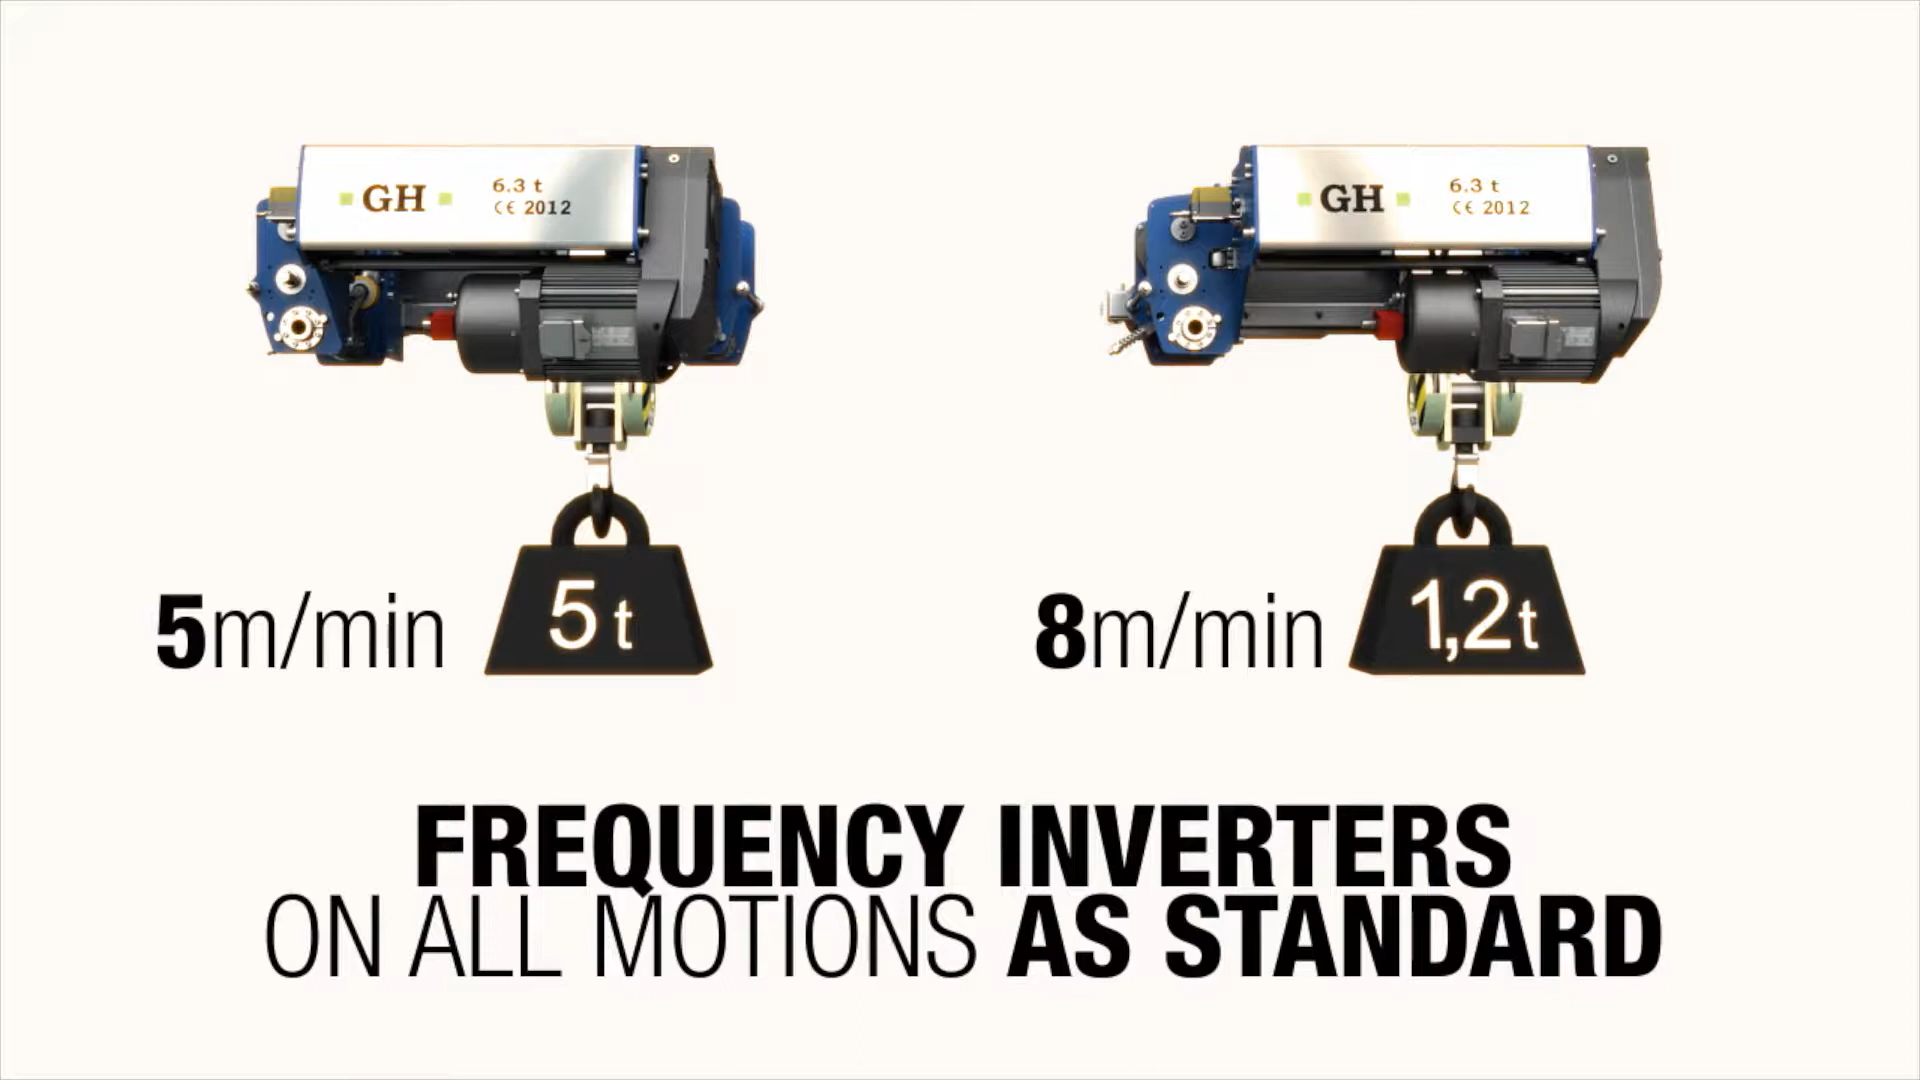 GH
6.3 t
CE 2012
GH
6.3 t
CE 2012
5m/min
5 t
8m/min
1,2 t
FREQUENCY INVERTERS
ON ALL MOTIONS AS STANDARD